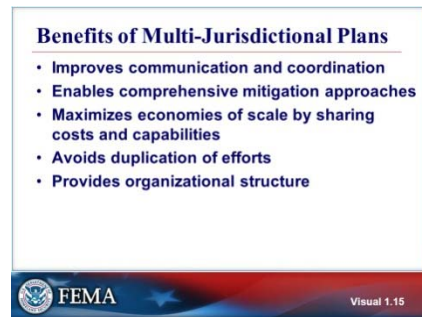 Benefits of Multi-Jurisdictional Plans
• Improves communication and coordination
• Enables comprehensive mitigation approaches
• Maximizes economies of scale by sharing
costs and capabilities
• Avoids duplication of efforts
• Provides organizational structure
FEMA
Visual 1.15